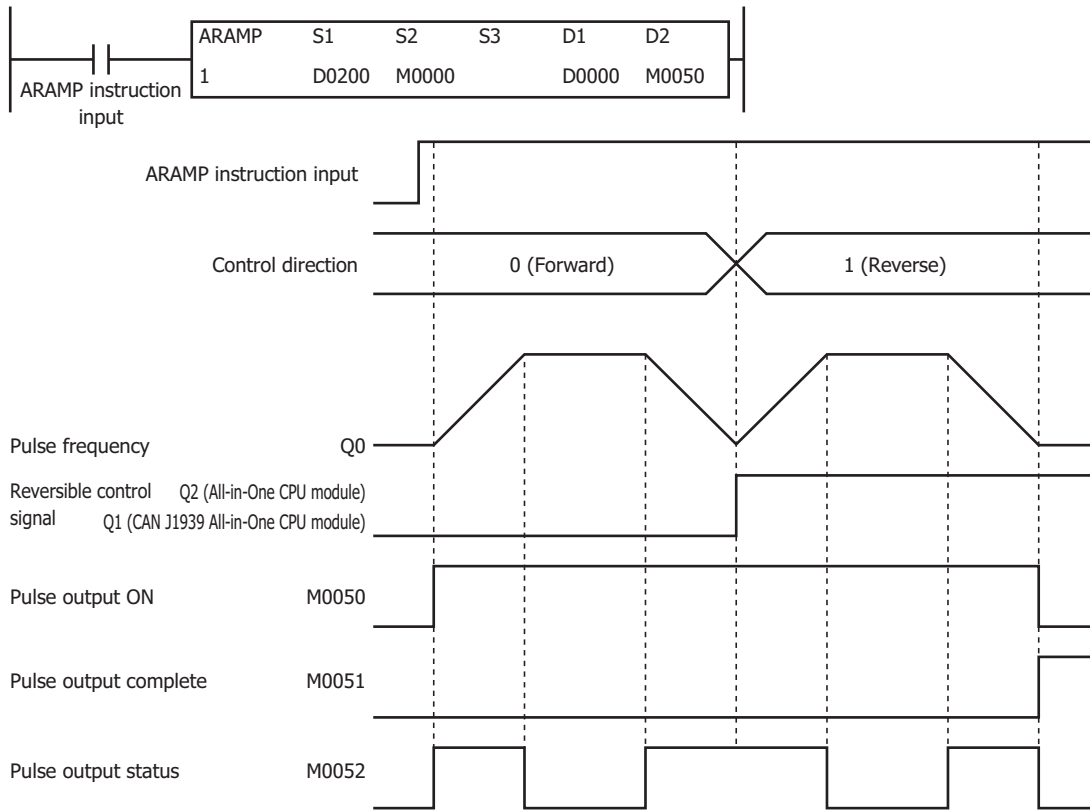 ARAMP S1 S2 S3 D1 D2
1 D0200 M0000 D0000 M0050
ARAMP instruction
input
ARAMP instruction input
Control direction 0 (Forward) 1 (Reverse)
Pulse frequency Q0
Reversible control Q2 (All-in-One CPU module)
signal Q1 (CAN J1939 All-in-One CPU module)
Pulse output ON M0050
Pulse output complete M0051
Pulse output status M0052